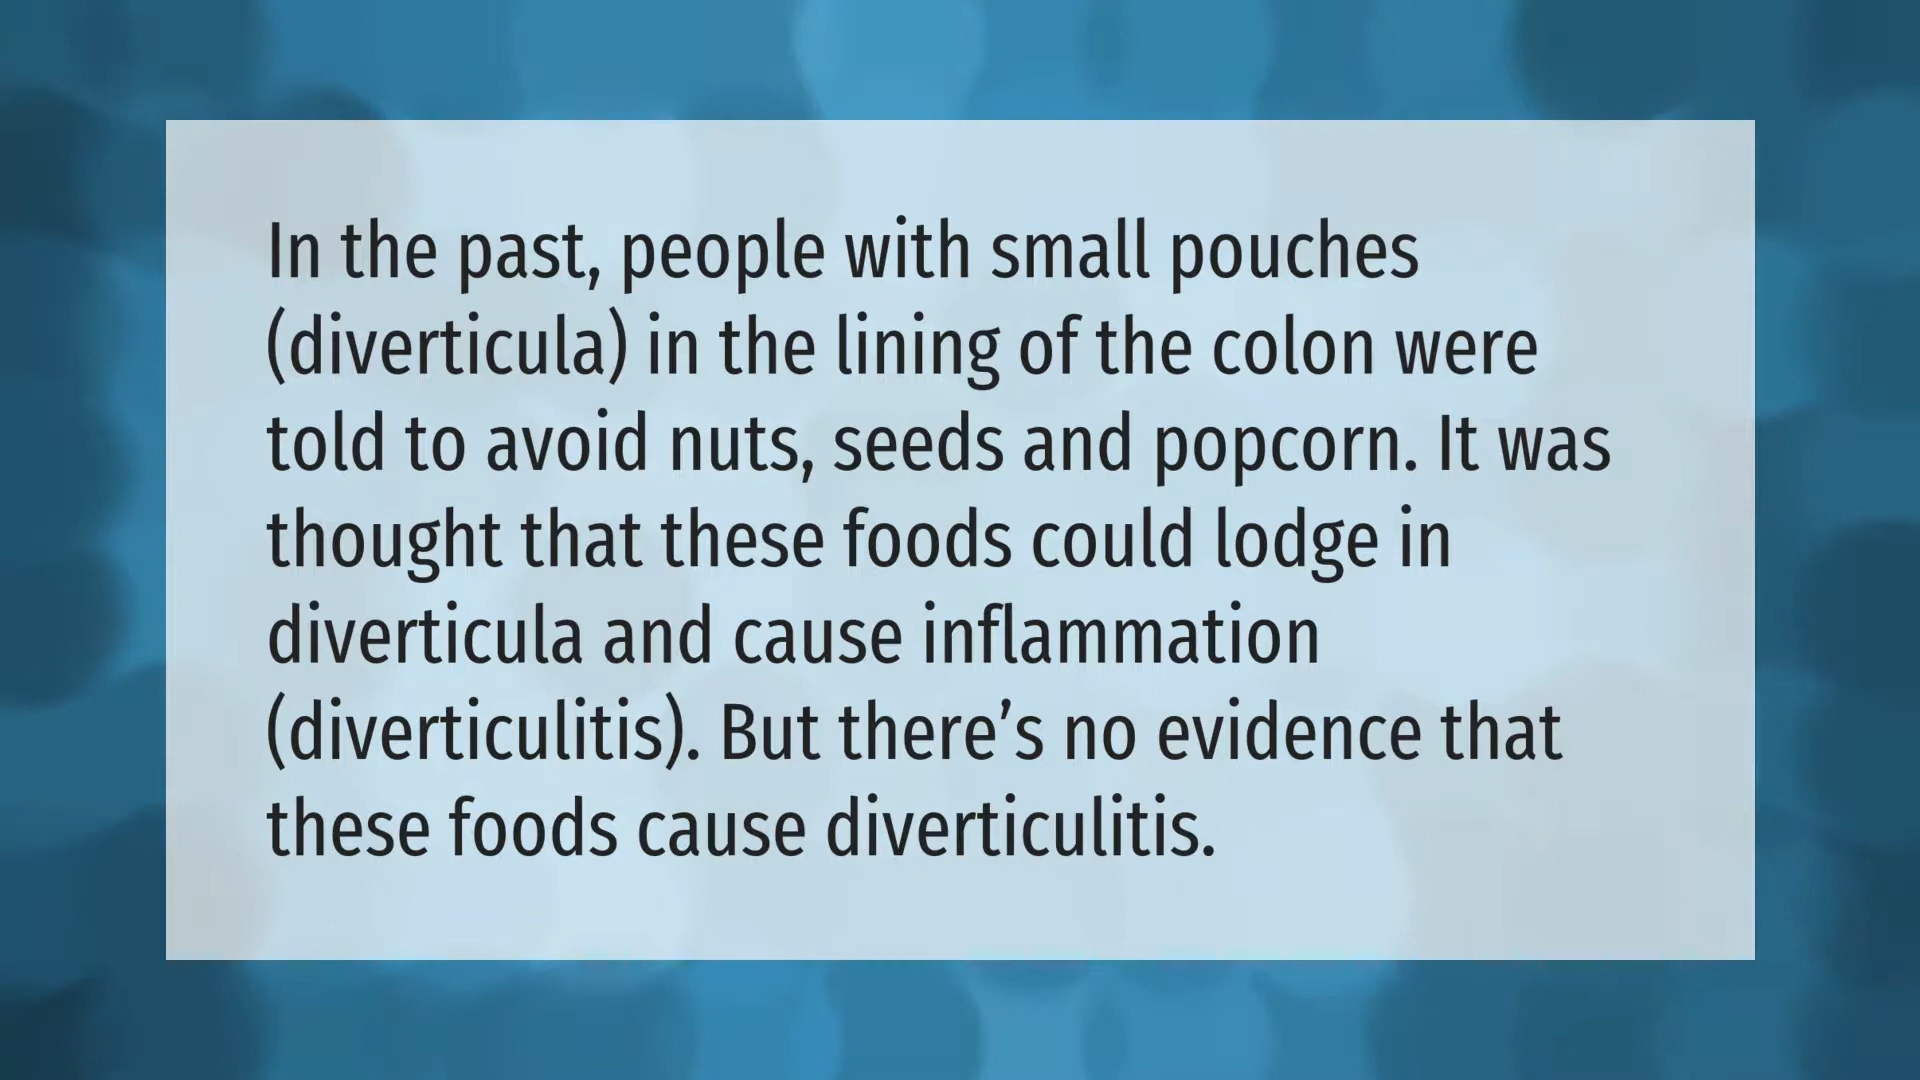 In the past, people with small pouches
(diverticula) in the lining of the colon were
told to avoid nuts, seeds and popcorn. It was
thought that these foods could lodge in
diverticula and cause inflammation
(diverticulitis). But there’s no evidence that
these foods cause diverticulitis.